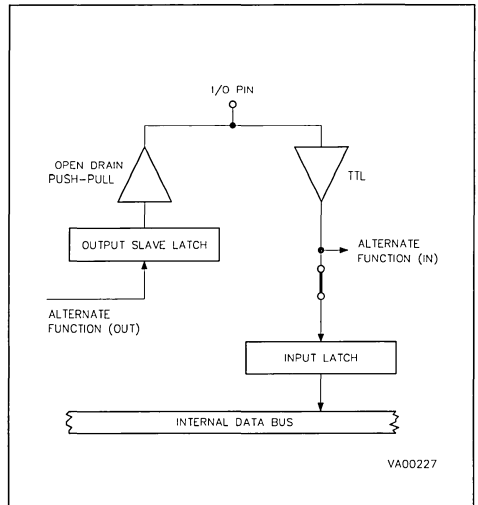 I/O PIN
OPEN DRAIN
PUSH-PULL
TTL
OUTPUT SLAVE LATCH
ALTERNATE
FUNCTION (IN)
ALTERNATE
FUNCTION (OUT)
INPUT LATCH
INTERNAL DATA BUS
VA00227